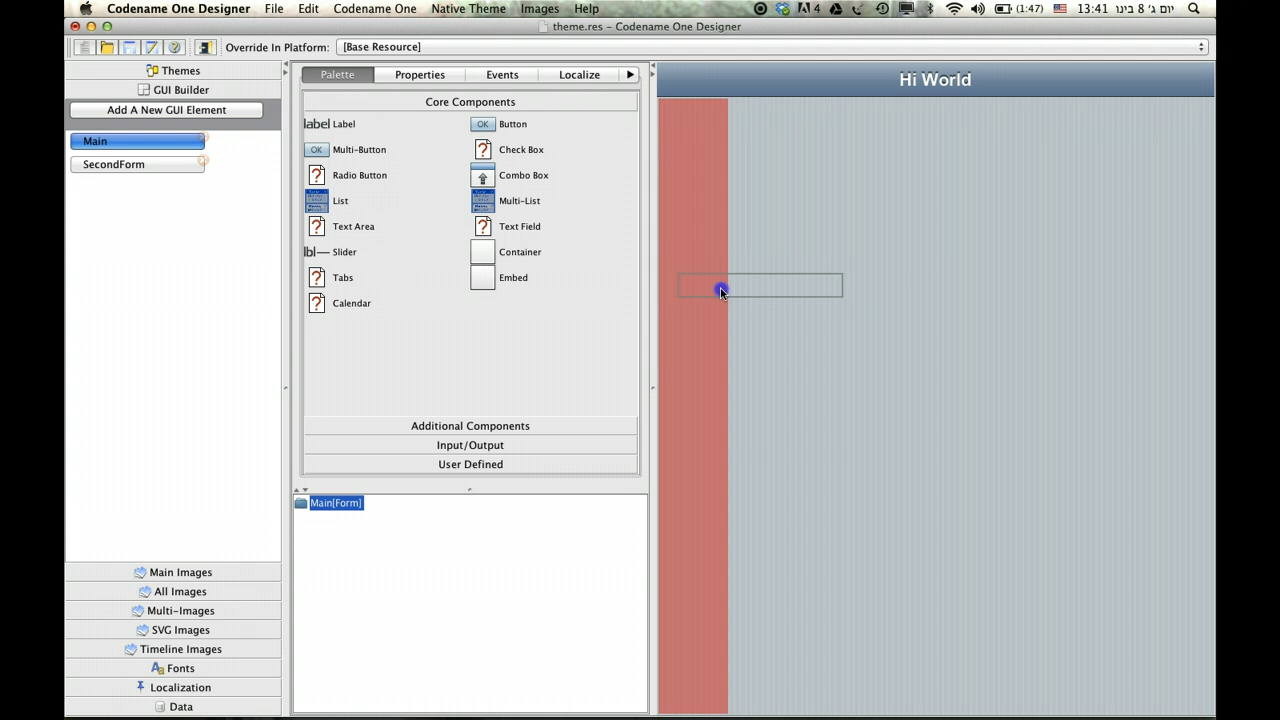 Codename One Designer File Edit Codename One Native Theme Images Help 4 (1:47) 13:41 יום ג׳ 8 בינו
theme.res - Codename One Designer
Override In Platform: [Base Resource]
Themes
GUI Builder
Add A New GUI Element
Main
SecondForm
Main Images
All Images
Multi-Images
SVG Images
Timeline Images
Fonts
Localization
Data
Palette Properties Events Localize
Core Components
label Label OK Button
OK Multi-Button ? Check Box
? Radio Button Combo Box
List Multi-List
? Text Area ? Text Field
lbl Slider Container
? Tabs Embed
? Calendar
Additional Components
Input/Output
User Defined
Main[Form]
Hi World